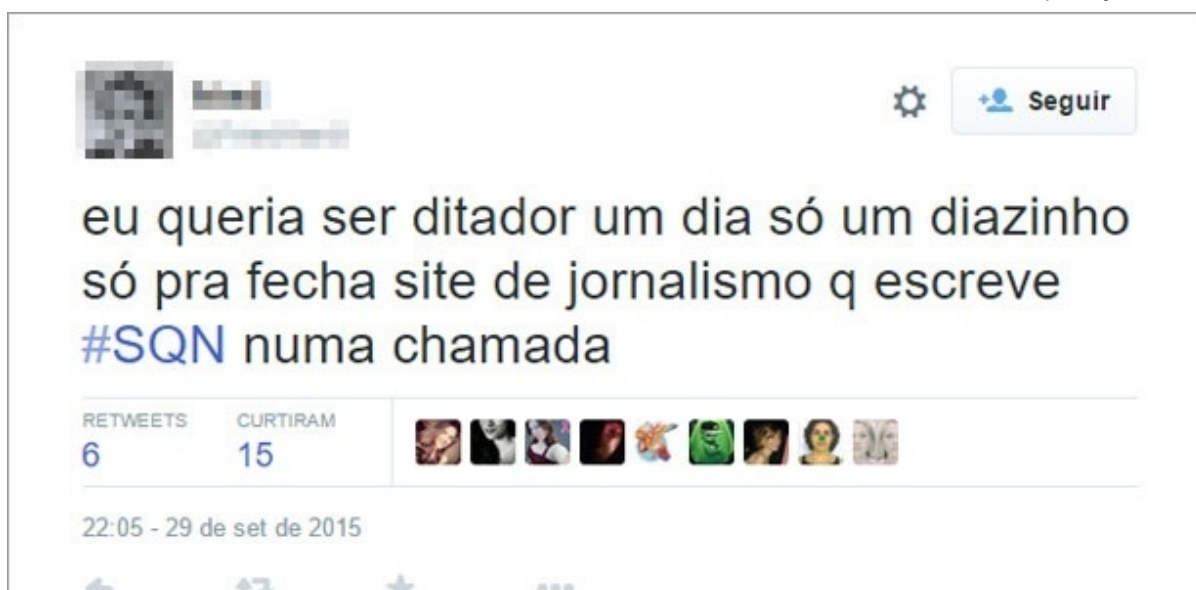 Seguir
eu queria ser ditador um dia só um diazinho
só pra fecha site de jornalismo q escreve
#SQN numa chamada
RETWEETS CURTIRAM
6 15
22:05 - 29 de set de 2015